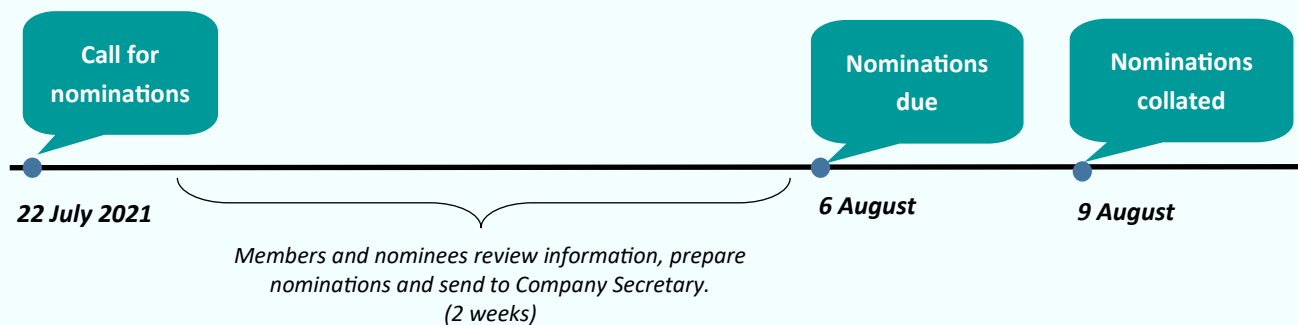 Call for
nominations
Nominations
due
Nominations
collated
22 July 2021
6 August
9 August
Members and nominees review information, prepare
nominations and send to Company Secretary.
(2 weeks)